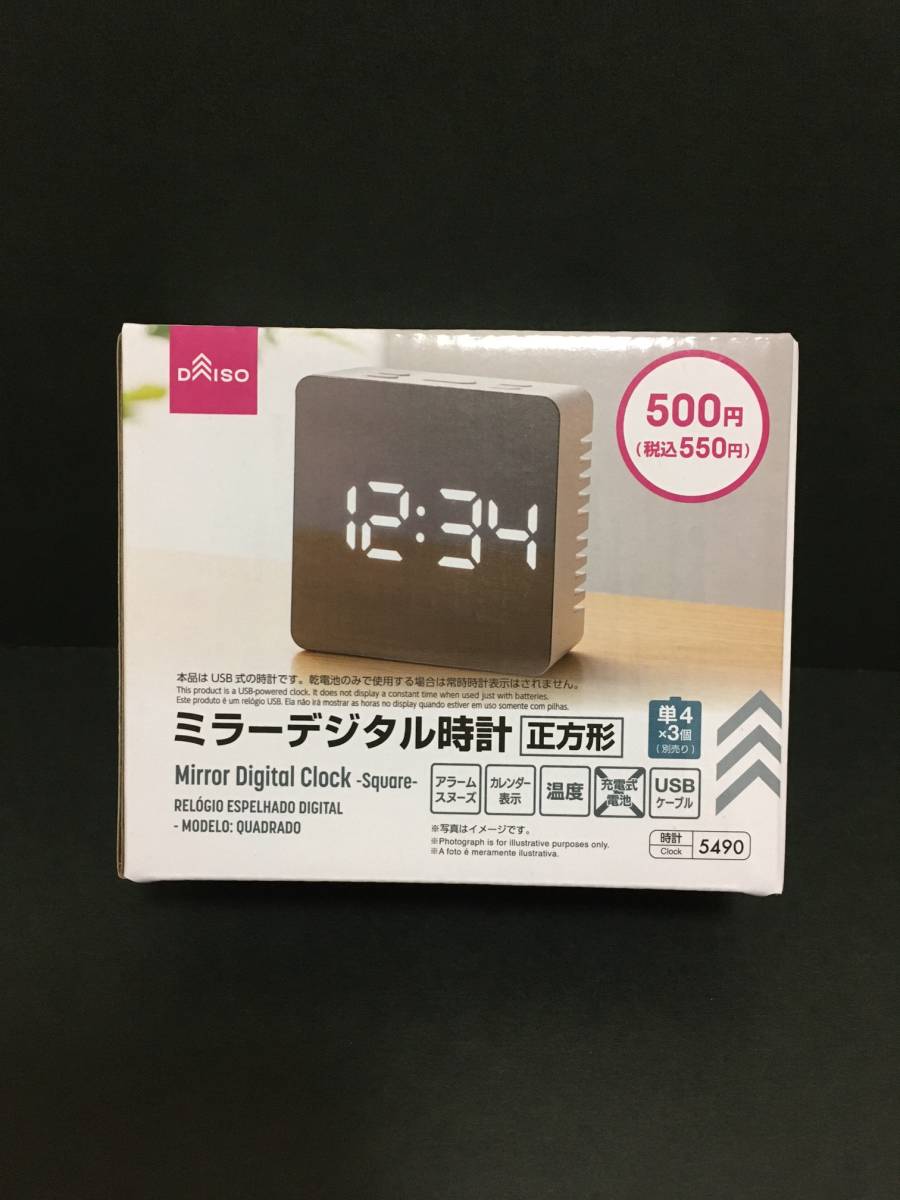 DAISO
500円
(税込550円)
12:34
本品はUSB式の時計です。乾電池のみで使用する場合は常時時計表示はされません。
This product is a USB-powered clock. It does not display a constant time when used just with batteries.
Este produto é um relógio USB. Ela não irá mostrar as horas no display quando estiver em uso somente com pilhas.
ミラーデジタル時計 正方形
単4
×3個
(別売り)
Mirror Digital Clock -Square-
RELÓGIO ESPELHADO DIGITAL
- MODELO: QUADRADO
アラーム
スヌーズ
カレンダー
表示
温度
充電式
電池
USB
ケーブル
※写真はイメージです。
※Photograph is for illustrative purposes only.
※A foto é meramente ilustrativa.
時計
Clock
5490